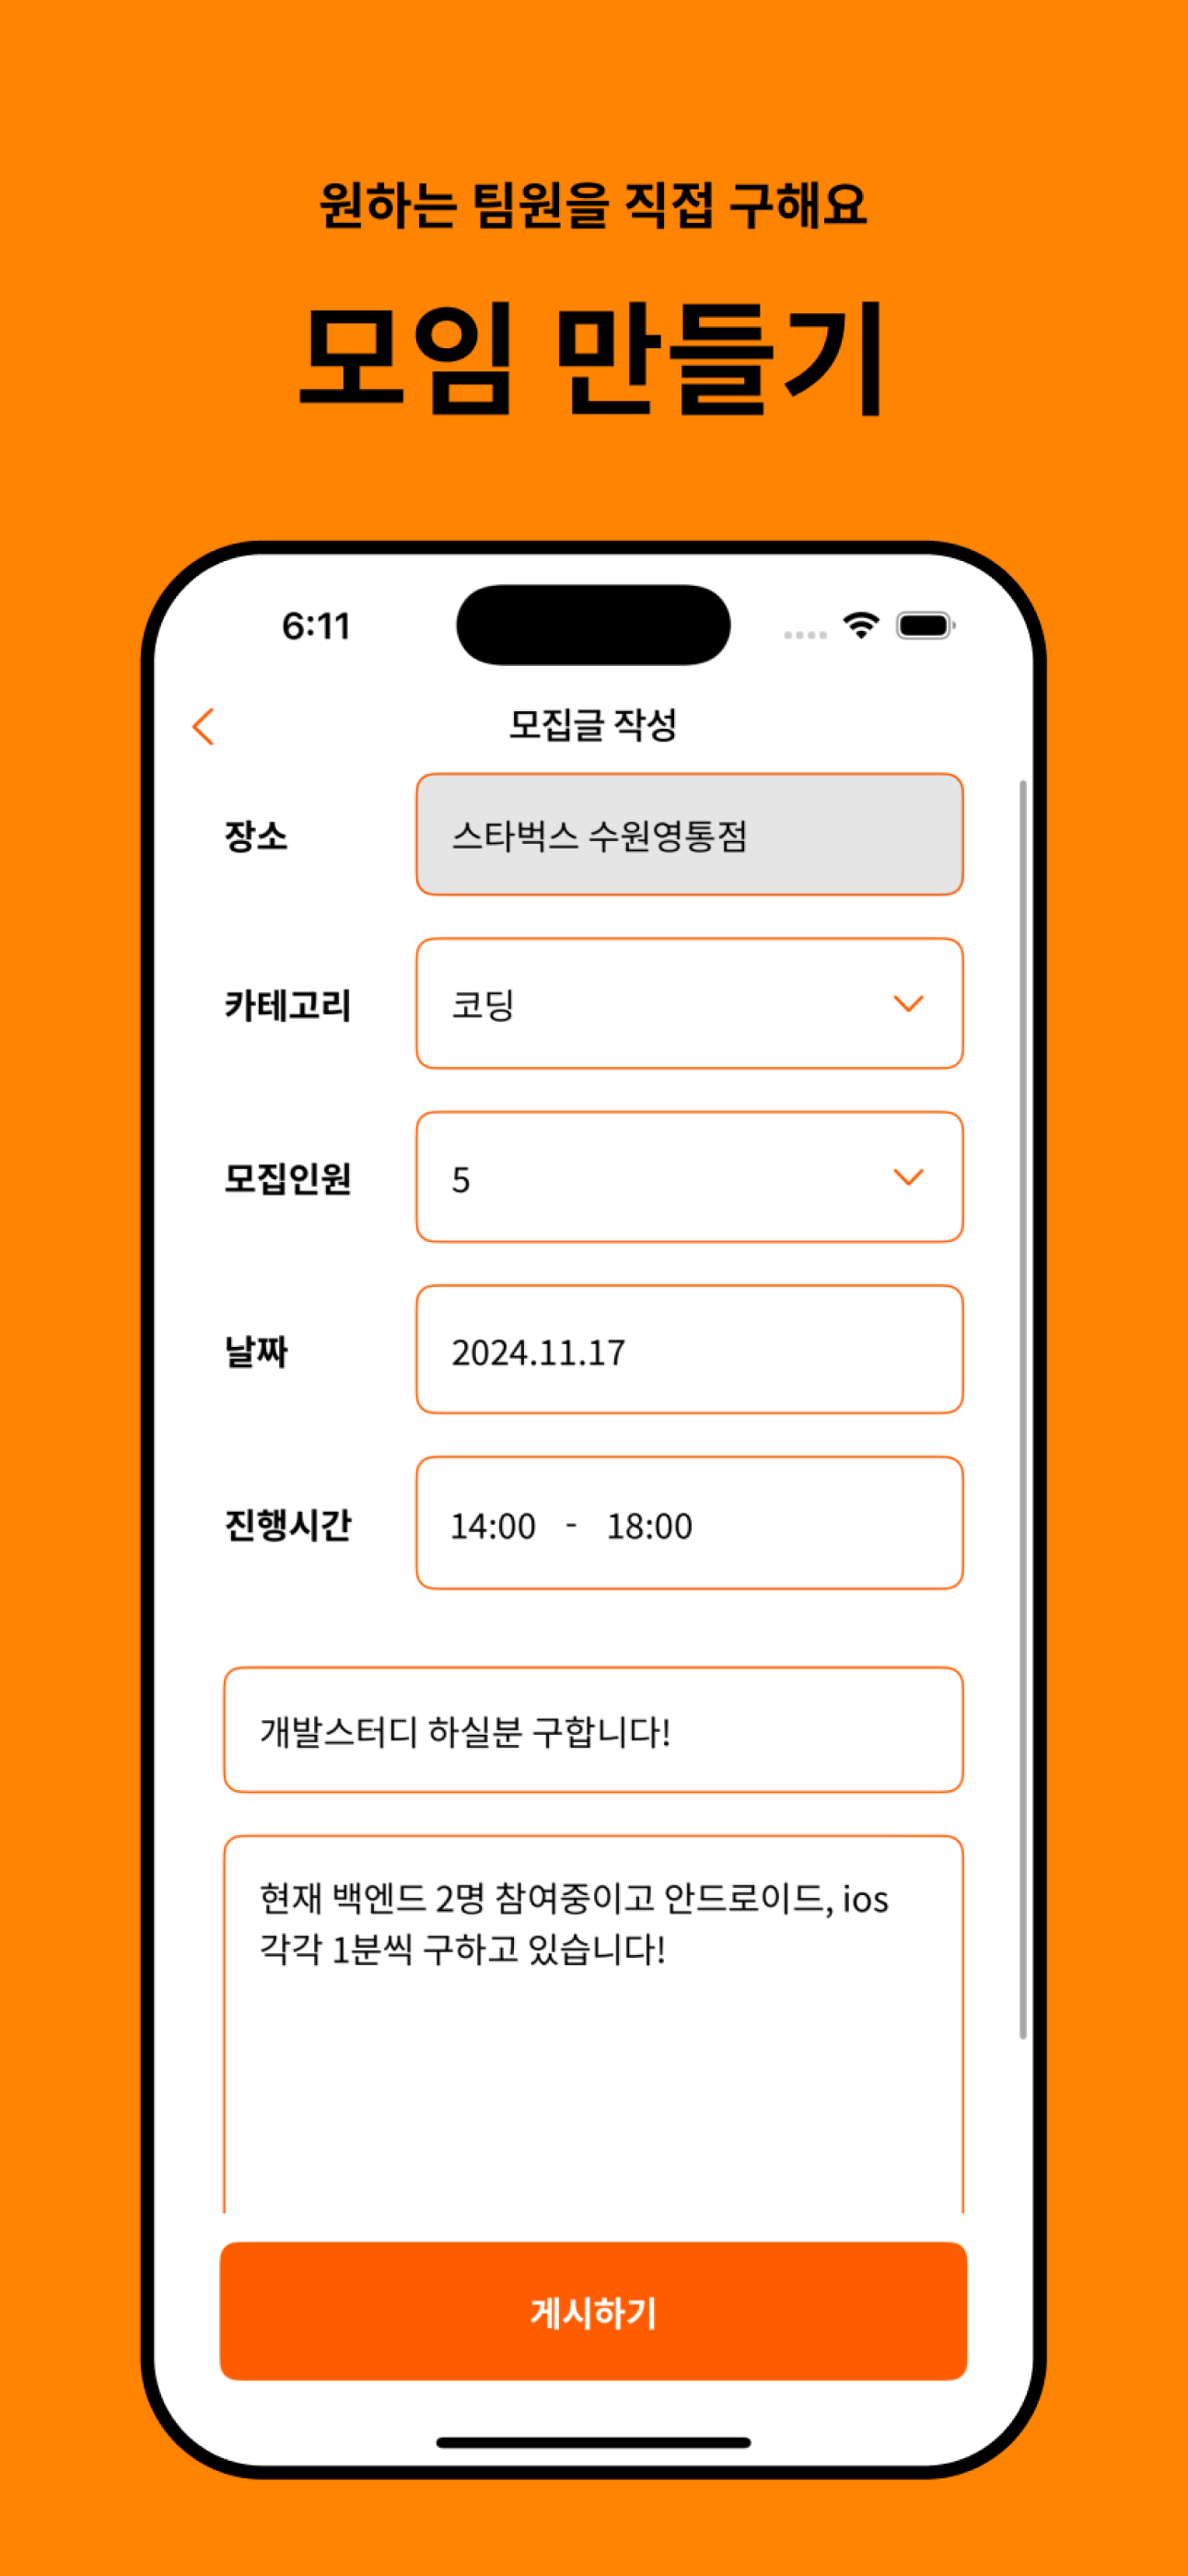 원하는 팀원을 직접 구해요
모임 만들기
6:11
모집글 작성
장소
스타벅스 수원영통점
카테고리
코딩
모집인원
5
날짜
2024.11.17
진행시간
14:00 - 18:00
개발스터디 하실분 구합니다!
현재 백엔드 2명 참여중이고 안드로이드, ios
각각 1분씩 구하고 있습니다!
게시하기